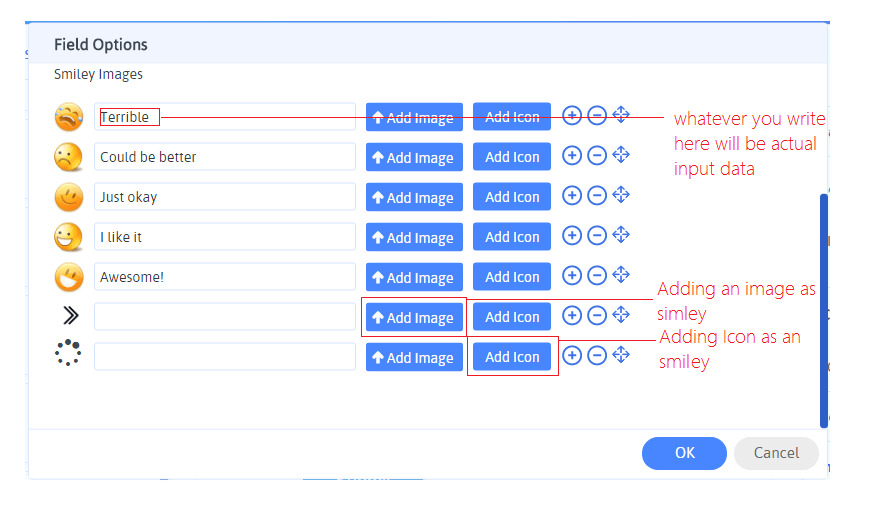 Field Options
Smiley Images
Terrible Add Image Add Icon
Could be better Add Image Add Icon
Just okay Add Image Add Icon
I like it Add Image Add Icon
Awesome! Add Image Add Icon
Add Image Add Icon
Add Image Add Icon
whatever you write
here will be actual
input data
Adding an image as
simley
Adding Icon as an
smiley
OK Cancel